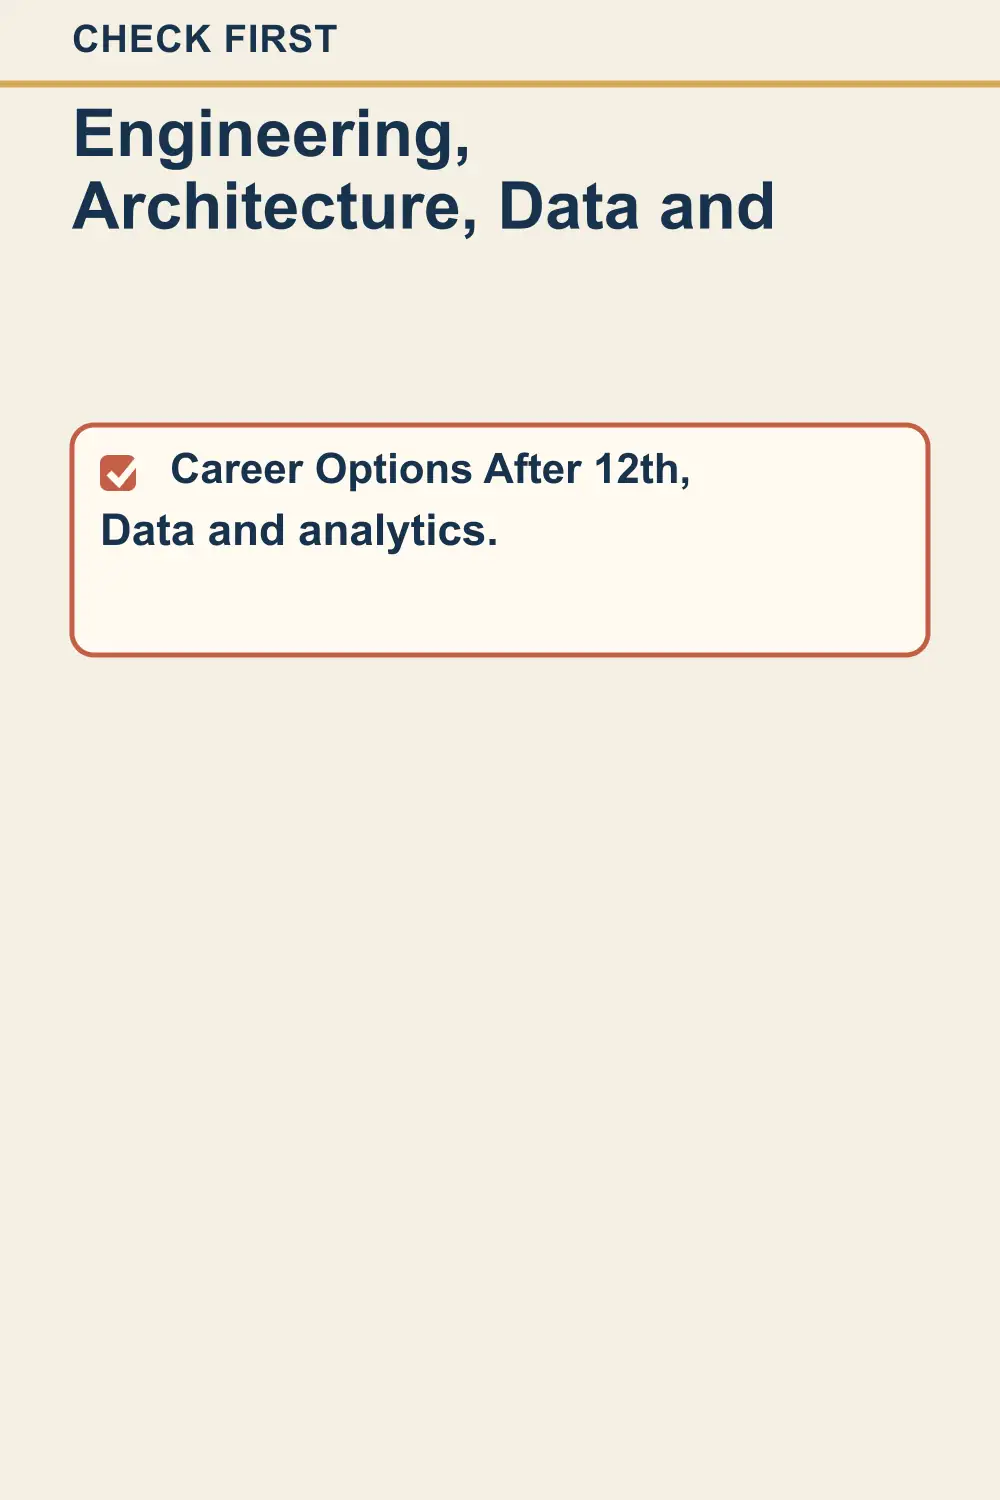 CHECK FIRST
Engineering,
Architecture, Data and
Career Options After 12th,
Data and analytics.